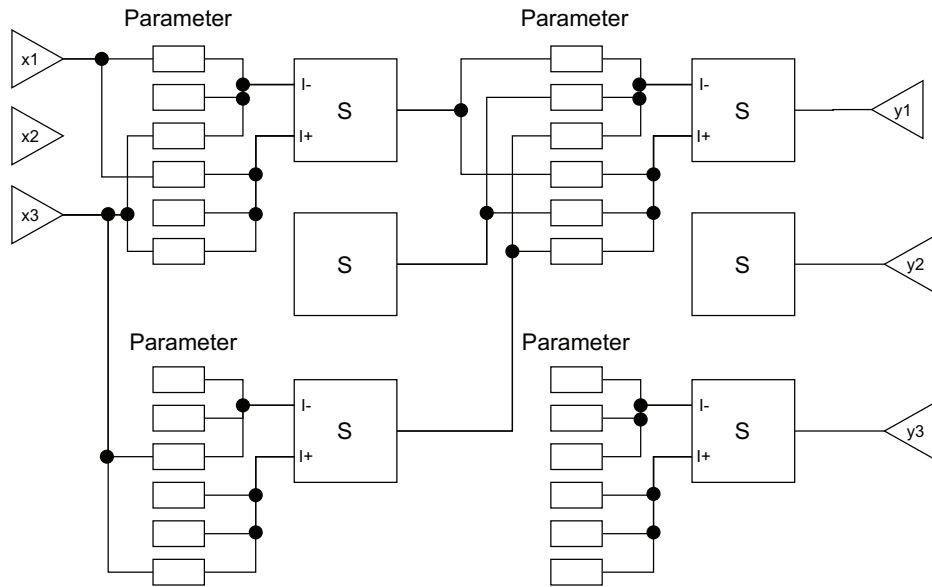 Parameter
Parameter
x1
I-
S
I+
I-
S
I+
y1
x2
x3
S
S
y2
Parameter
Parameter
I-
S
I+
I-
S
I+
y3